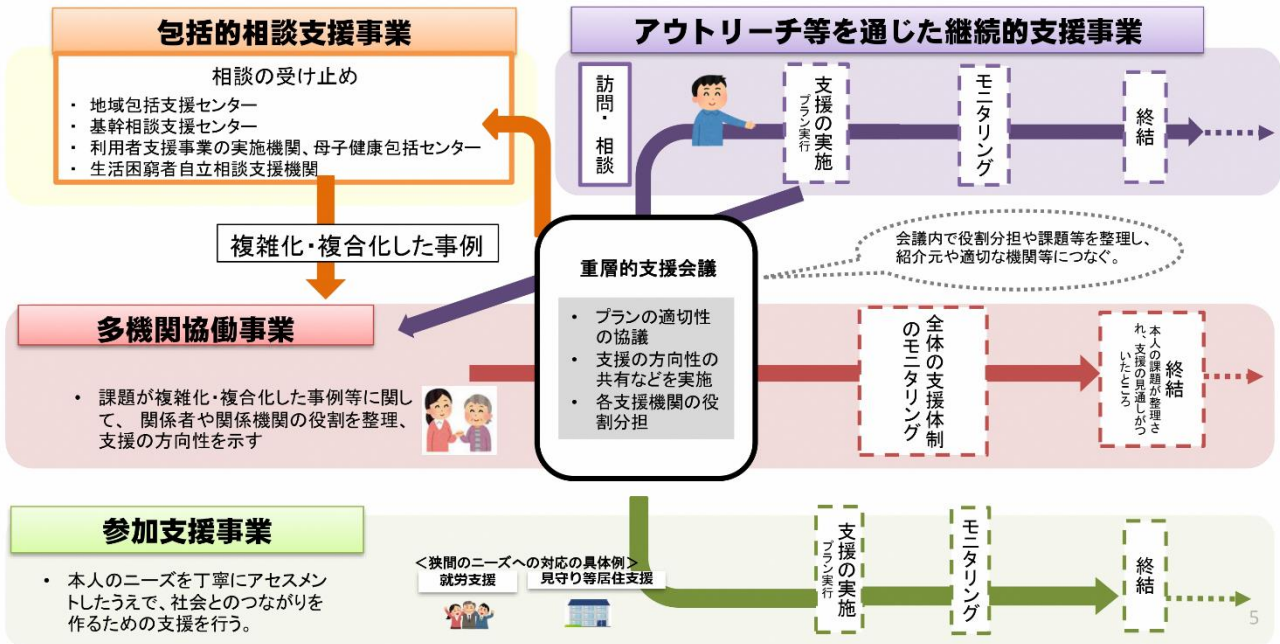 包括的相談支援事業
相談の受け止め
・ 地域包括支援センター
・ 基幹相談支援センター
・ 利用者支援事業の実施機関、母子健康包括センター
・ 生活困窮者自立相談支援機関
複雑化・複合化した事例
アウトリーチ等を通じた継続的支援事業
訪問・相談
支援の実施
プラン実行
モニタリング
終結
会議内で役割分担や課題等を整理し、
紹介元や適切な機関等につなぐ。
重層的支援会議
• プランの適切性
の協議
• 支援の方向性の
共有などを実施
• 各支援機関の役
割分担
多機関協働事業
• 課題が複雑化・複合化した事例等に関し
て、 関係者や関係機関の役割を整理、
支援の方向性を示す
全体の支援体制
のモニタリング
終結
本人の課題が整理さ
れ、支援の見通しがつ
いたところ
参加支援事業
• 本人のニーズを丁寧にアセスメン
トしたうえで、社会とのつながりを
作るための支援を行う。
<狭間のニーズへの対応の具体例>
就労支援
見守り等居住支援
支援の実施
プラン実行
モニタリング
終結
5